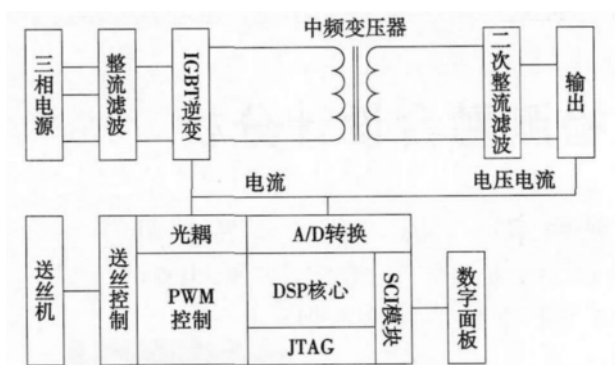 三相电源
整流滤波
IGBT逆变
中频变压器
二次整流滤波
输出
电流
电压电流
送丝机
送丝控制
光耦
A/D转换
PWM
控制
DSP核心
JTAG
SCI模块
数字面板